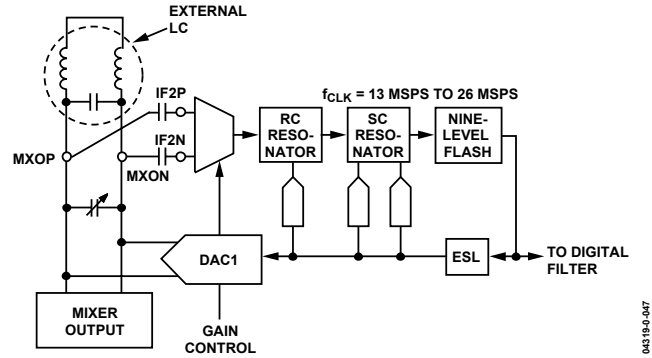 EXTERNAL
LC
IF2P
IF2N
MXOP
MXON
fCLK = 13 MSPS TO 26 MSPS
RC
RESO-
NATOR
SC
RESO-
NATOR
NINE-
LEVEL
FLASH
DAC1
ESL
TO DIGITAL
FILTER
MIXER
OUTPUT
GAIN
CONTROL
04319-0-047